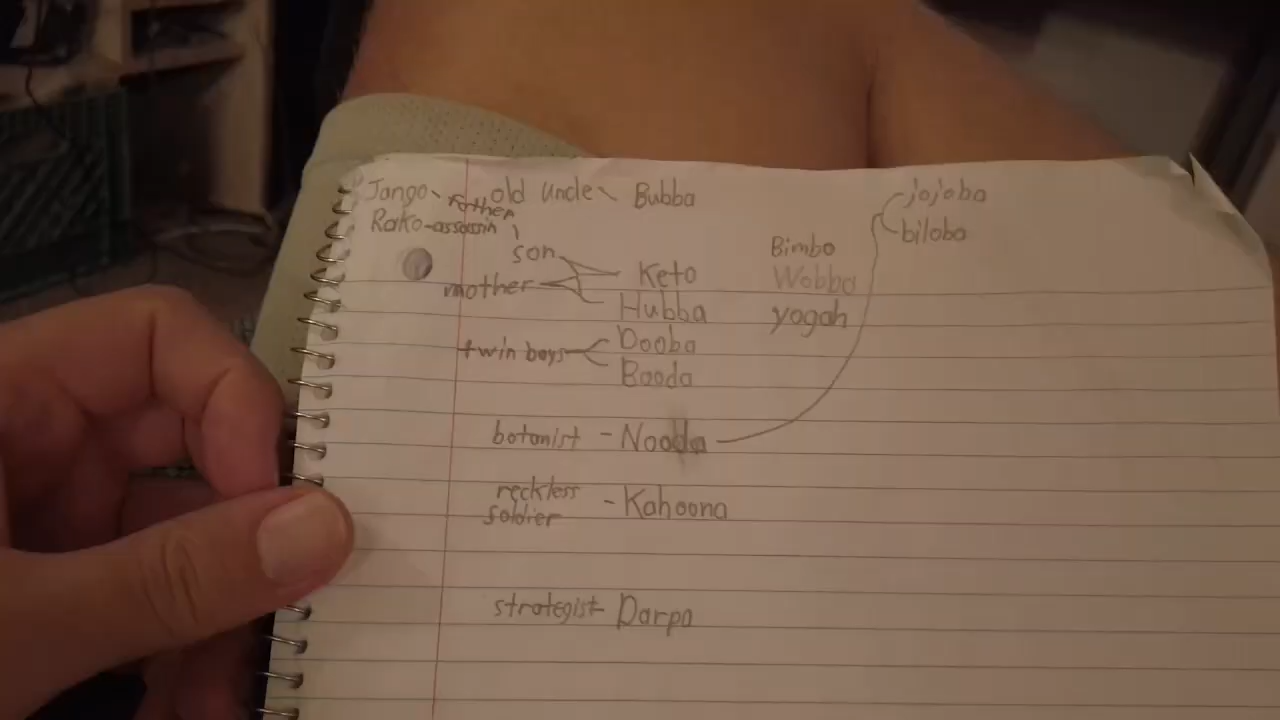 Jango - father old uncle - Bubba jojoba
Rako - assassin biloba
son Bimbo
mother Keto Wobba
Hubba yogah
twin boys Dooba
Booda
botanist - Nooda
reckless
soldier - Kahoona
strategist - Darpa